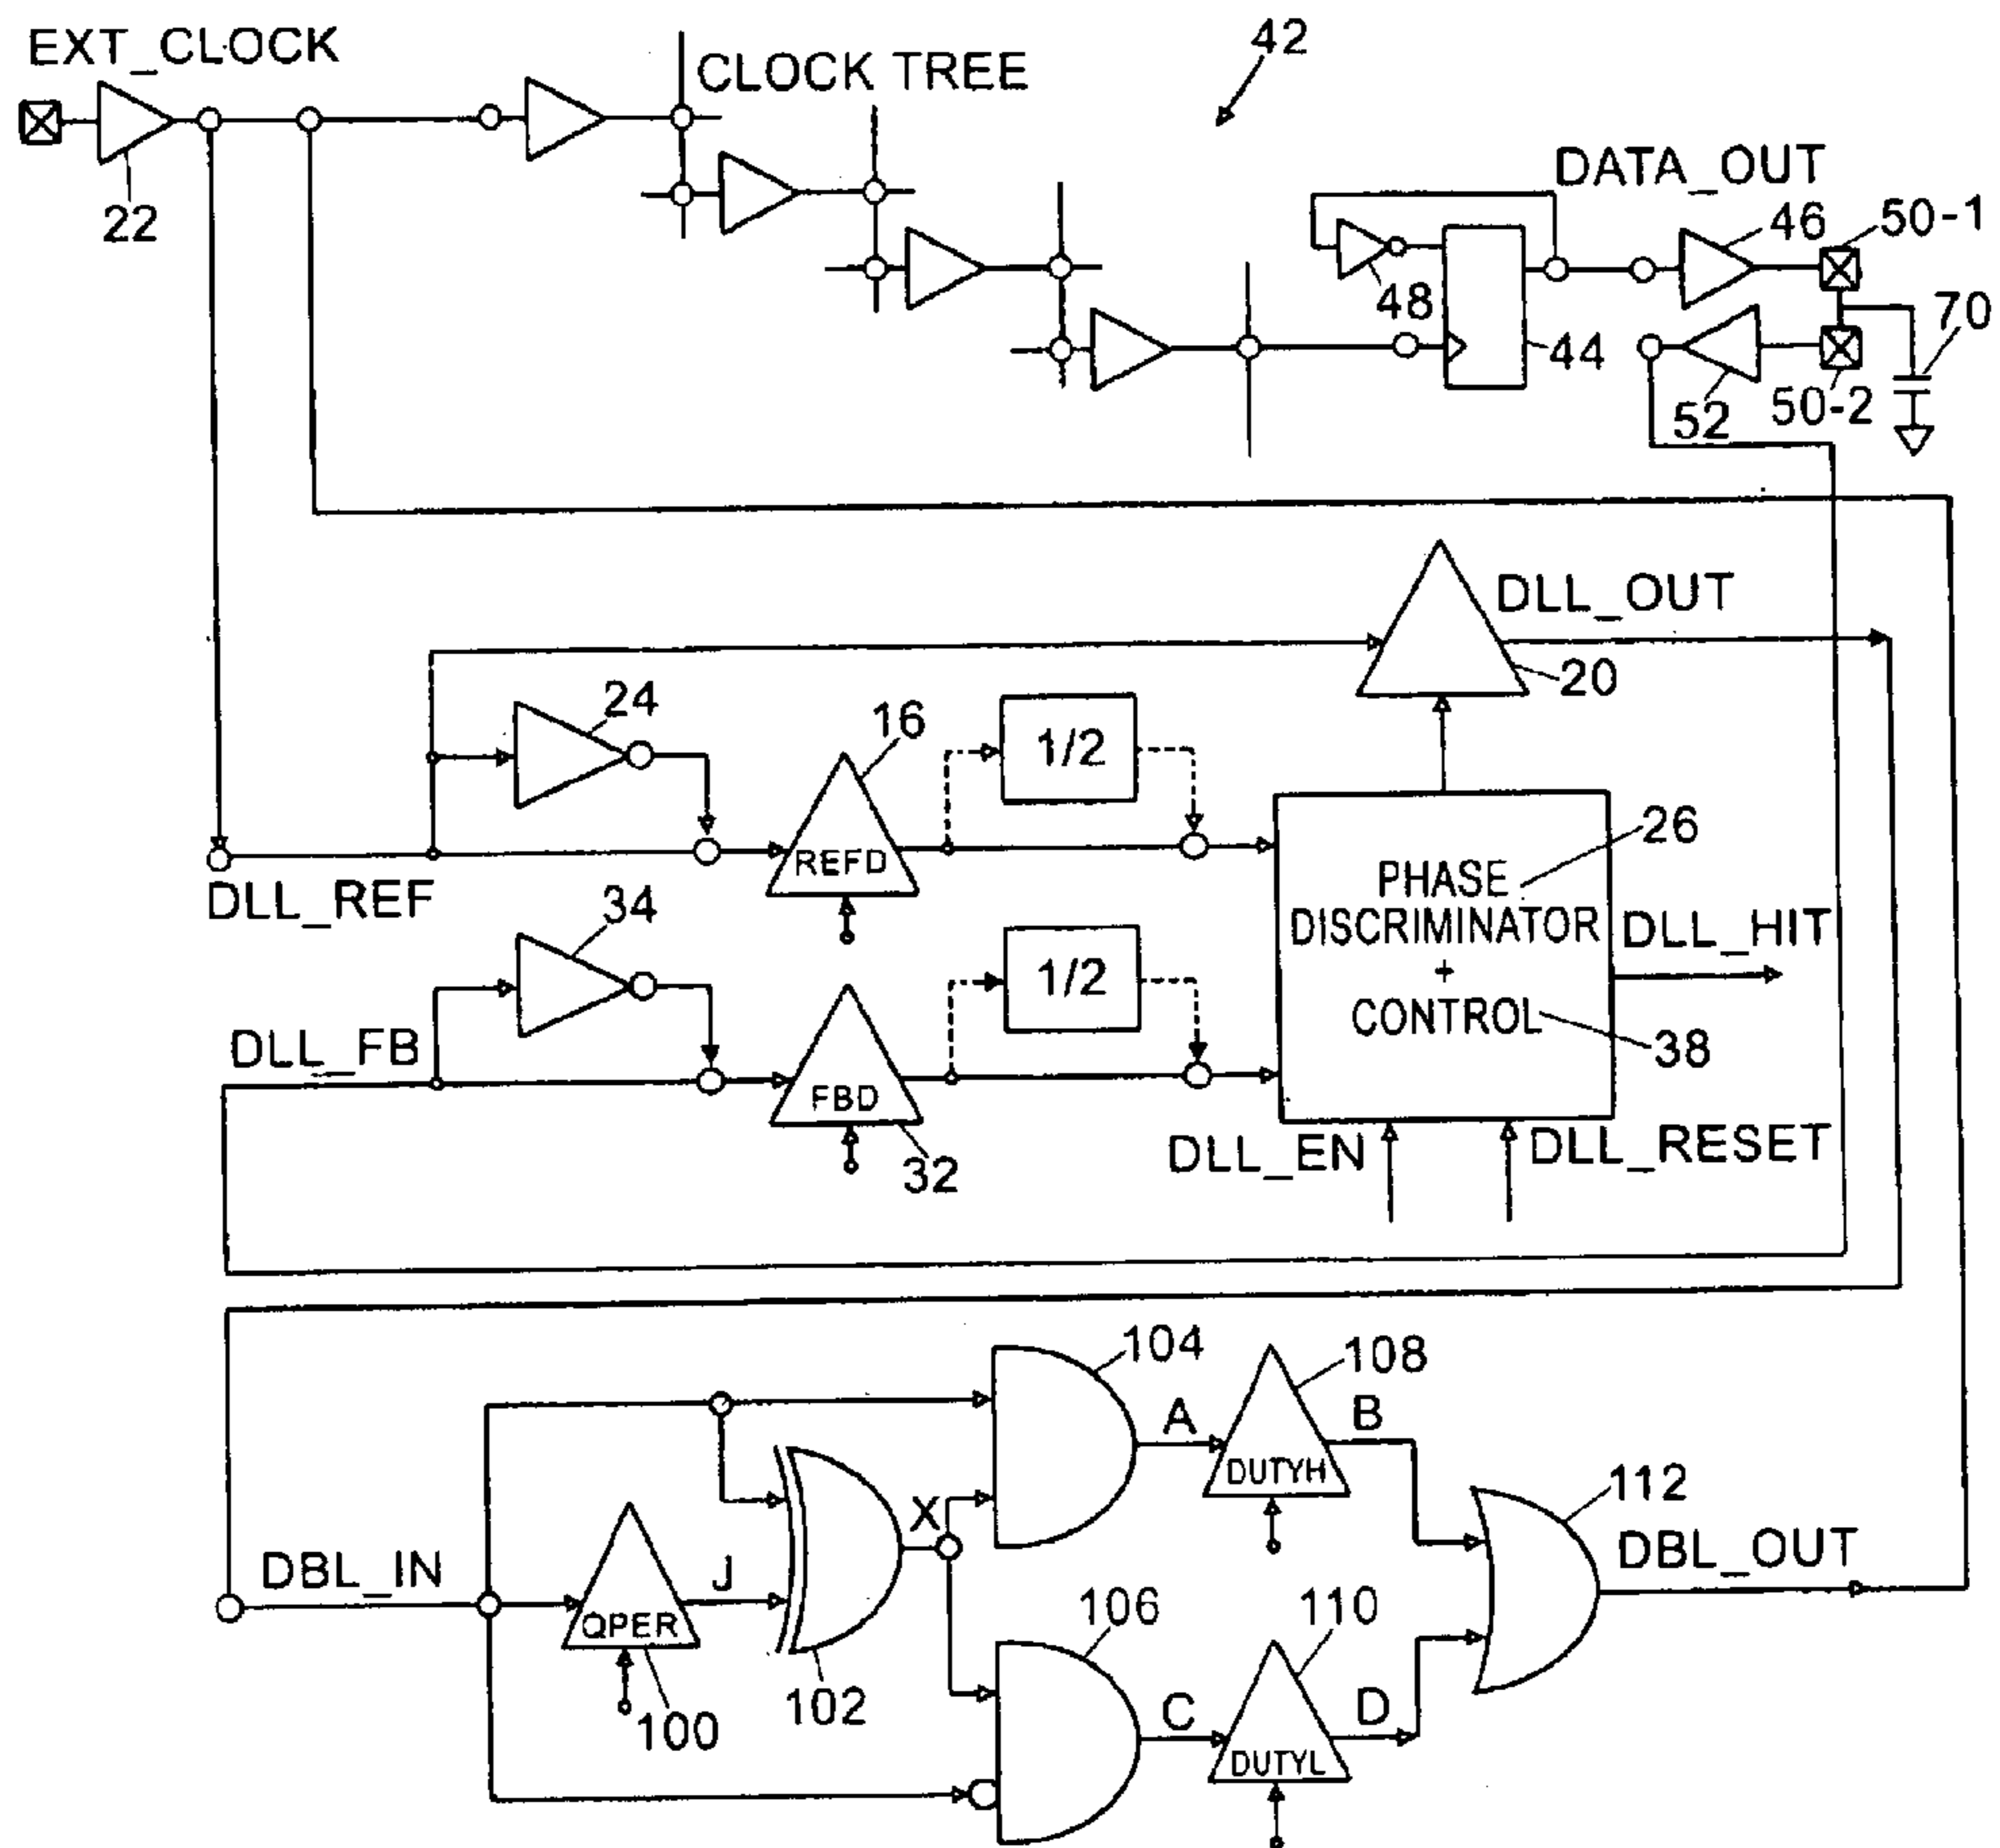 EXT_CLOCK
CLOCK TREE
42
22
DATA_OUT
46
50-1
48
44
52
50-2
70
DLL_OUT
20
24
16
1/2
REFD
26
PHASE
DISCRIMINATOR
+
CONTROL
38
DLL_REF
34
DLL_HIT
1/2
DLL_FB
FBD
32
DLL_EN
DLL_RESET
104
108
A
B
DUTYH
112
X
DBL_OUT
DBL_IN
J
QPER
100
102
106
110
C
D
DUTYL